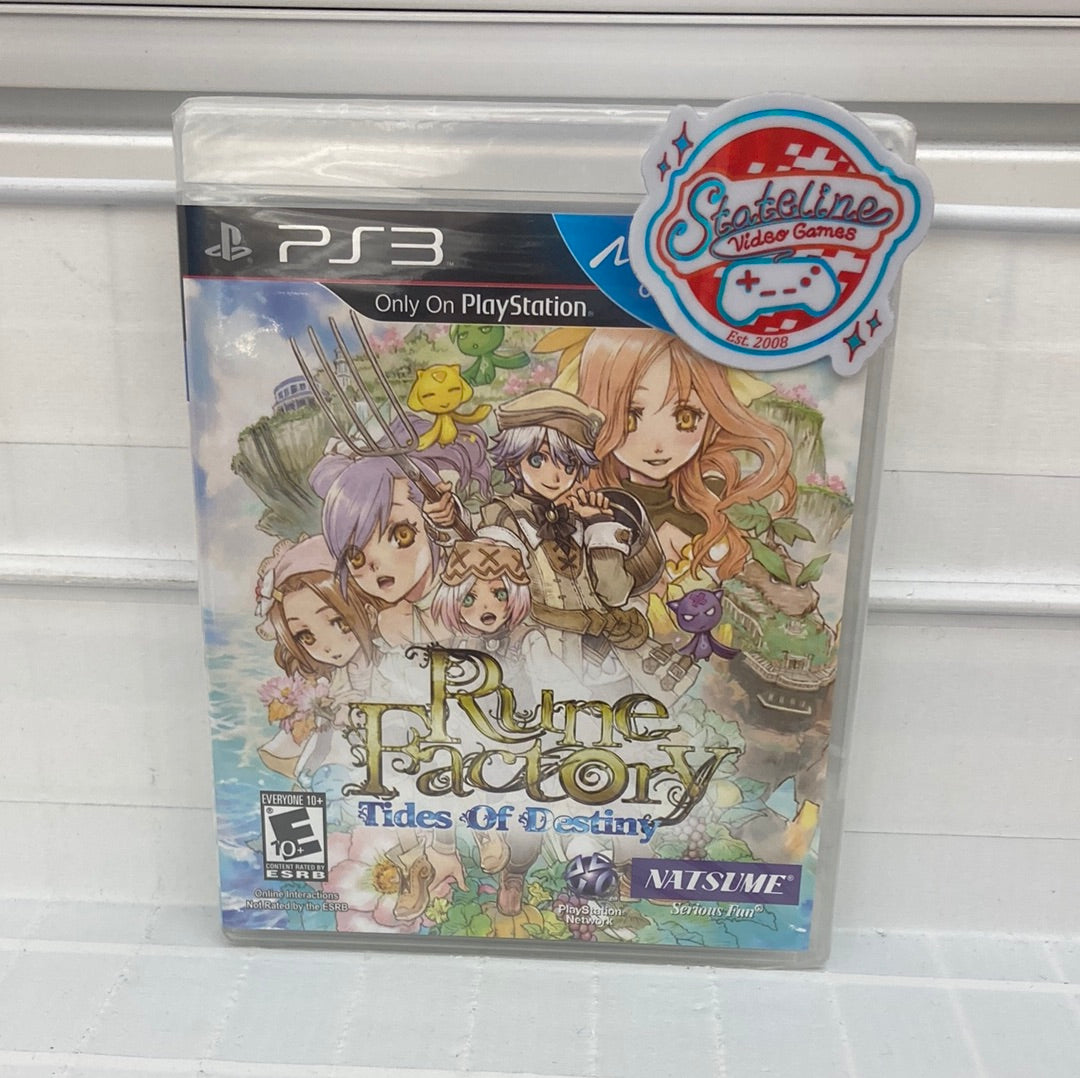 PS3
Only On PlayStation
Stateline
Video Games
Est. 2008
Rune
Factory
Tides Of Destiny
EVERYONE 10+
E
10+
CONTENT RATED BY
ESRB
Online Interactions
Not Rated by the ESRB
PlayStation
Network
NATSUME®
Serious Fun®